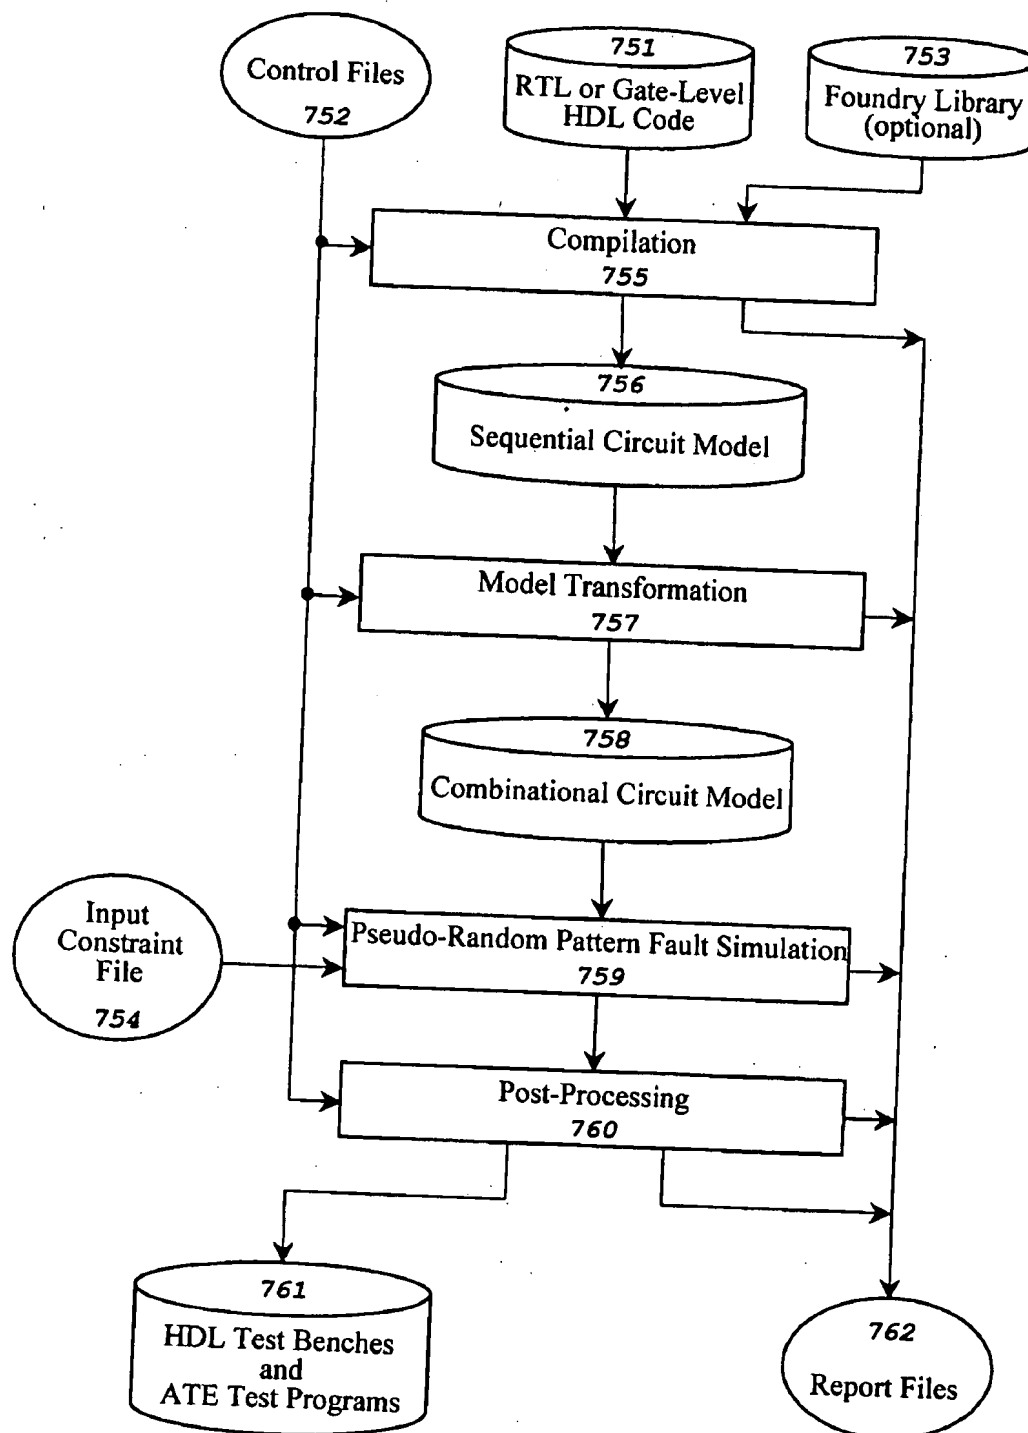 Control Files
752
751
RTL or Gate-Level
HDL Code
753
Foundry Library
(optional)
Compilation
755
756
Sequential Circuit Model
Model Transformation
757
758
Combinational Circuit Model
Input
Constraint
File
754
Pseudo-Random Pattern Fault Simulation
759
Post-Processing
760
761
HDL Test Benches
and
ATE Test Programs
762
Report Files